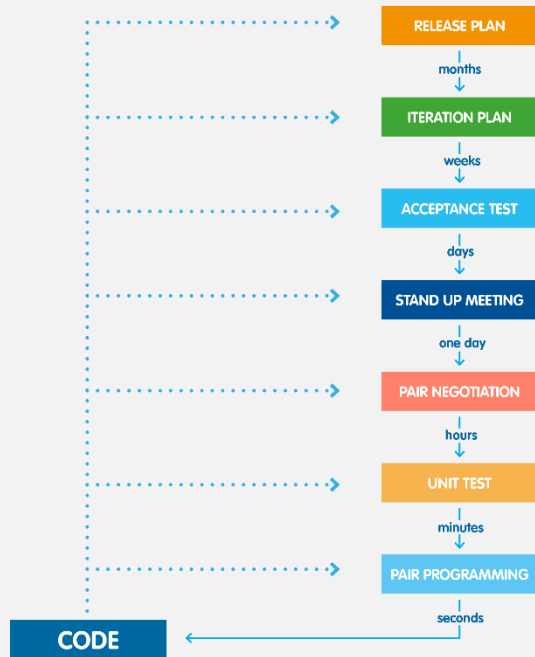 RELEASE PLAN
months
ITERATION PLAN
weeks
ACCEPTANCE TEST
days
STAND UP MEETING
one day
PAIR NEGOTIATION
hours
UNIT TEST
minutes
PAIR PROGRAMMING
seconds
CODE